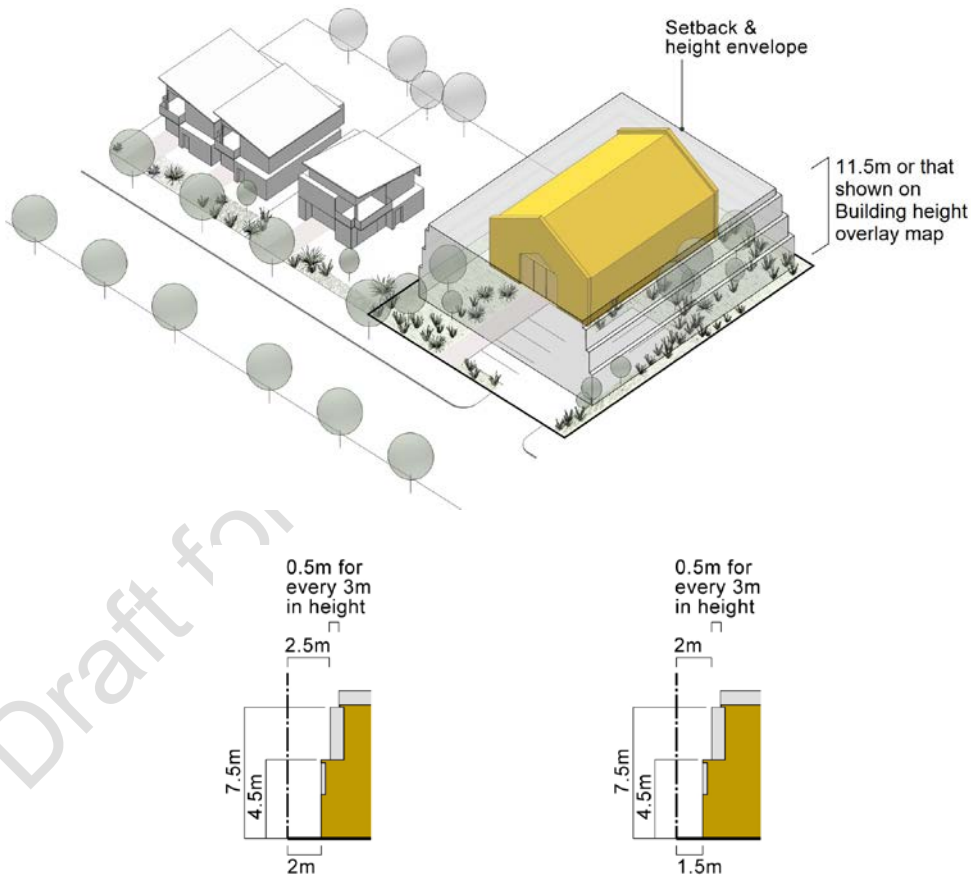 Setback &
height envelope
11.5m or that
shown on
Building height
overlay map
Draft for
0.5m for
every 3m
in height
2.5m
7.5m
4.5m
2m
0.5m for
every 3m
in height
2m
7.5m
4.5m
1.5m